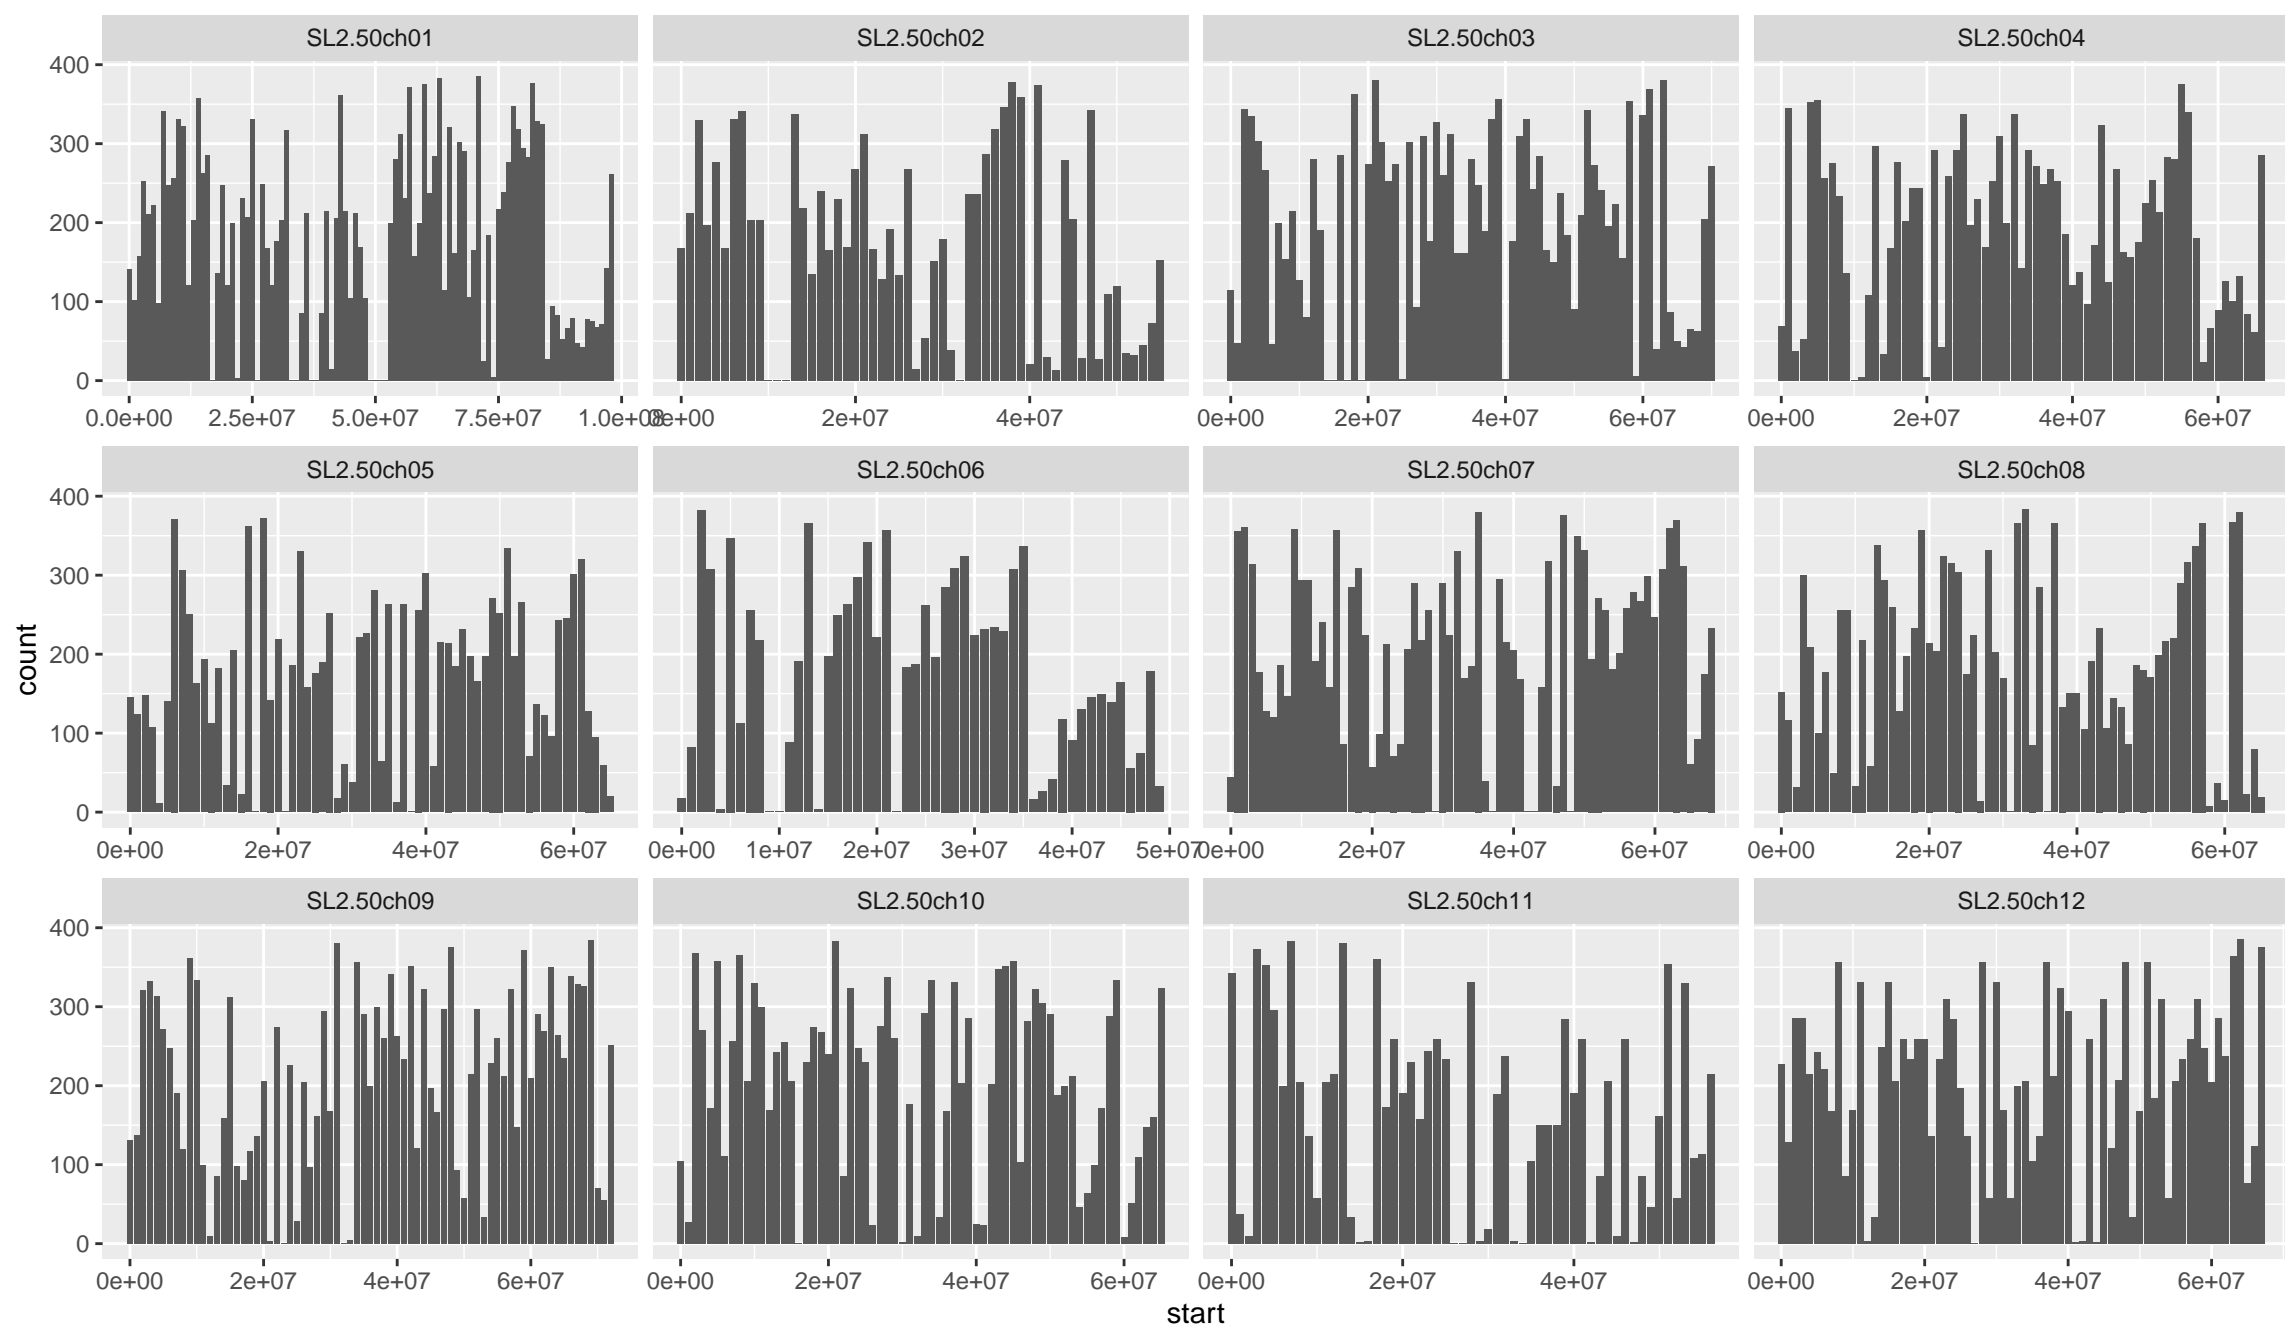 SL2.50ch01 SL2.50ch02 SL2.50ch03 SL2.50ch04
400
300
200
100
0
0.0e+00 2.5e+07 5.0e+07 7.5e+07 1.0e+08 0e+00 2e+07 4e+07 0e+00 2e+07 4e+07 6e+07 0e+00 2e+07 4e+07 6e+07
SL2.50ch05 SL2.50ch06 SL2.50ch07 SL2.50ch08
400
300
200
100
0
count
0e+00 2e+07 4e+07 6e+07 0e+00 1e+07 2e+07 3e+07 4e+07 5e+07 0e+00 2e+07 4e+07 6e+07 0e+00 2e+07 4e+07 6e+07
SL2.50ch09 SL2.50ch10 SL2.50ch11 SL2.50ch12
400
300
200
100
0
0e+00 2e+07 4e+07 6e+07 0e+00 2e+07 4e+07 6e+07 0e+00 2e+07 4e+07 0e+00 2e+07 4e+07 6e+07
start